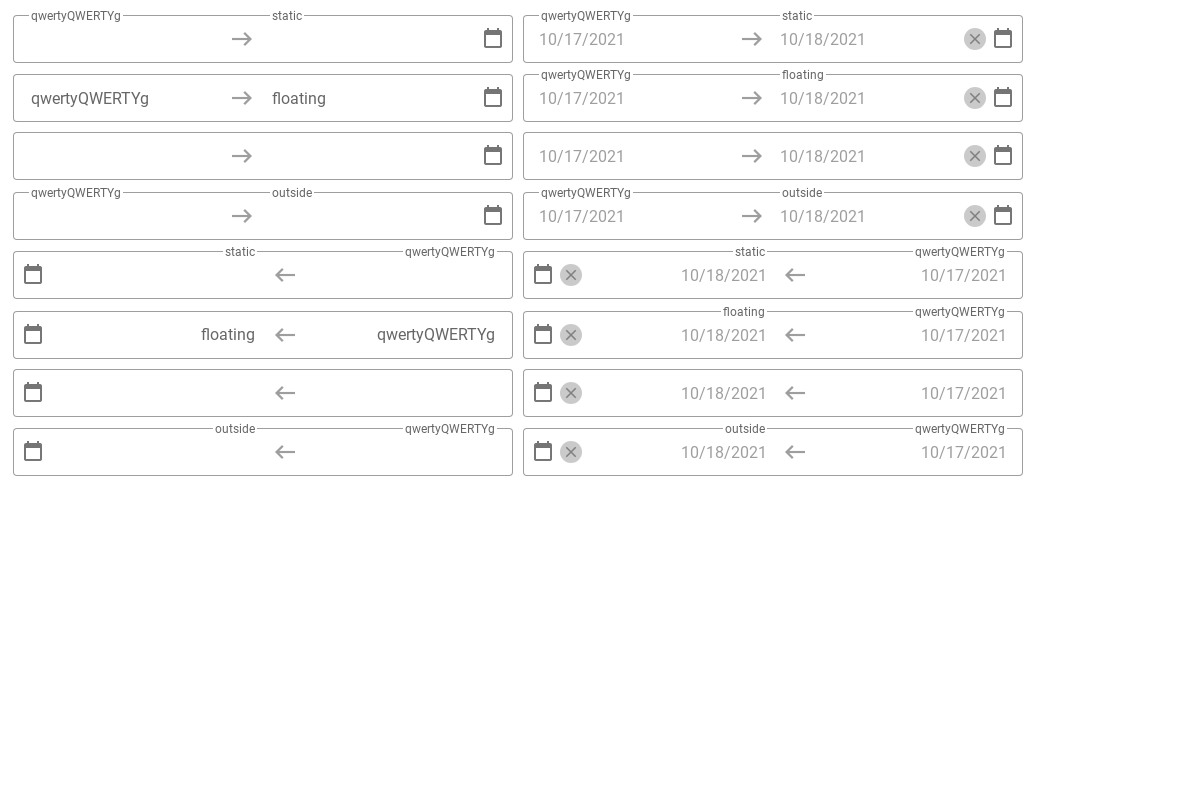 qwertyQWERTYg static qwertyQWERTYg static
10/17/2021 10/18/2021
qwertyQWERTYg floating
qwertyQWERTYg floating 10/17/2021 10/18/2021
10/17/2021 10/18/2021
qwertyQWERTYg outside qwertyQWERTYg outside
10/17/2021 10/18/2021
static qwertyQWERTYg static qwertyQWERTYg
10/18/2021 10/17/2021
floating qwertyQWERTYg
floating qwertyQWERTYg 10/18/2021 10/17/2021
10/18/2021 10/17/2021
outside qwertyQWERTYg outside qwertyQWERTYg
10/18/2021 10/17/2021